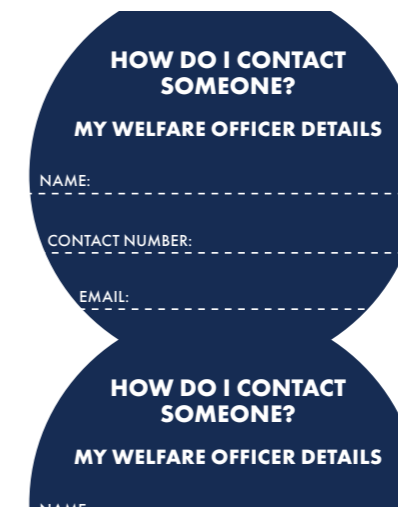 HOW DO I CONTACT
SOMEONE?
MY WELFARE OFFICER DETAILS
NAME:
CONTACT NUMBER:
EMAIL:
HOW DO I CONTACT
SOMEONE?
MY WELFARE OFFICER DETAILS
NAME: